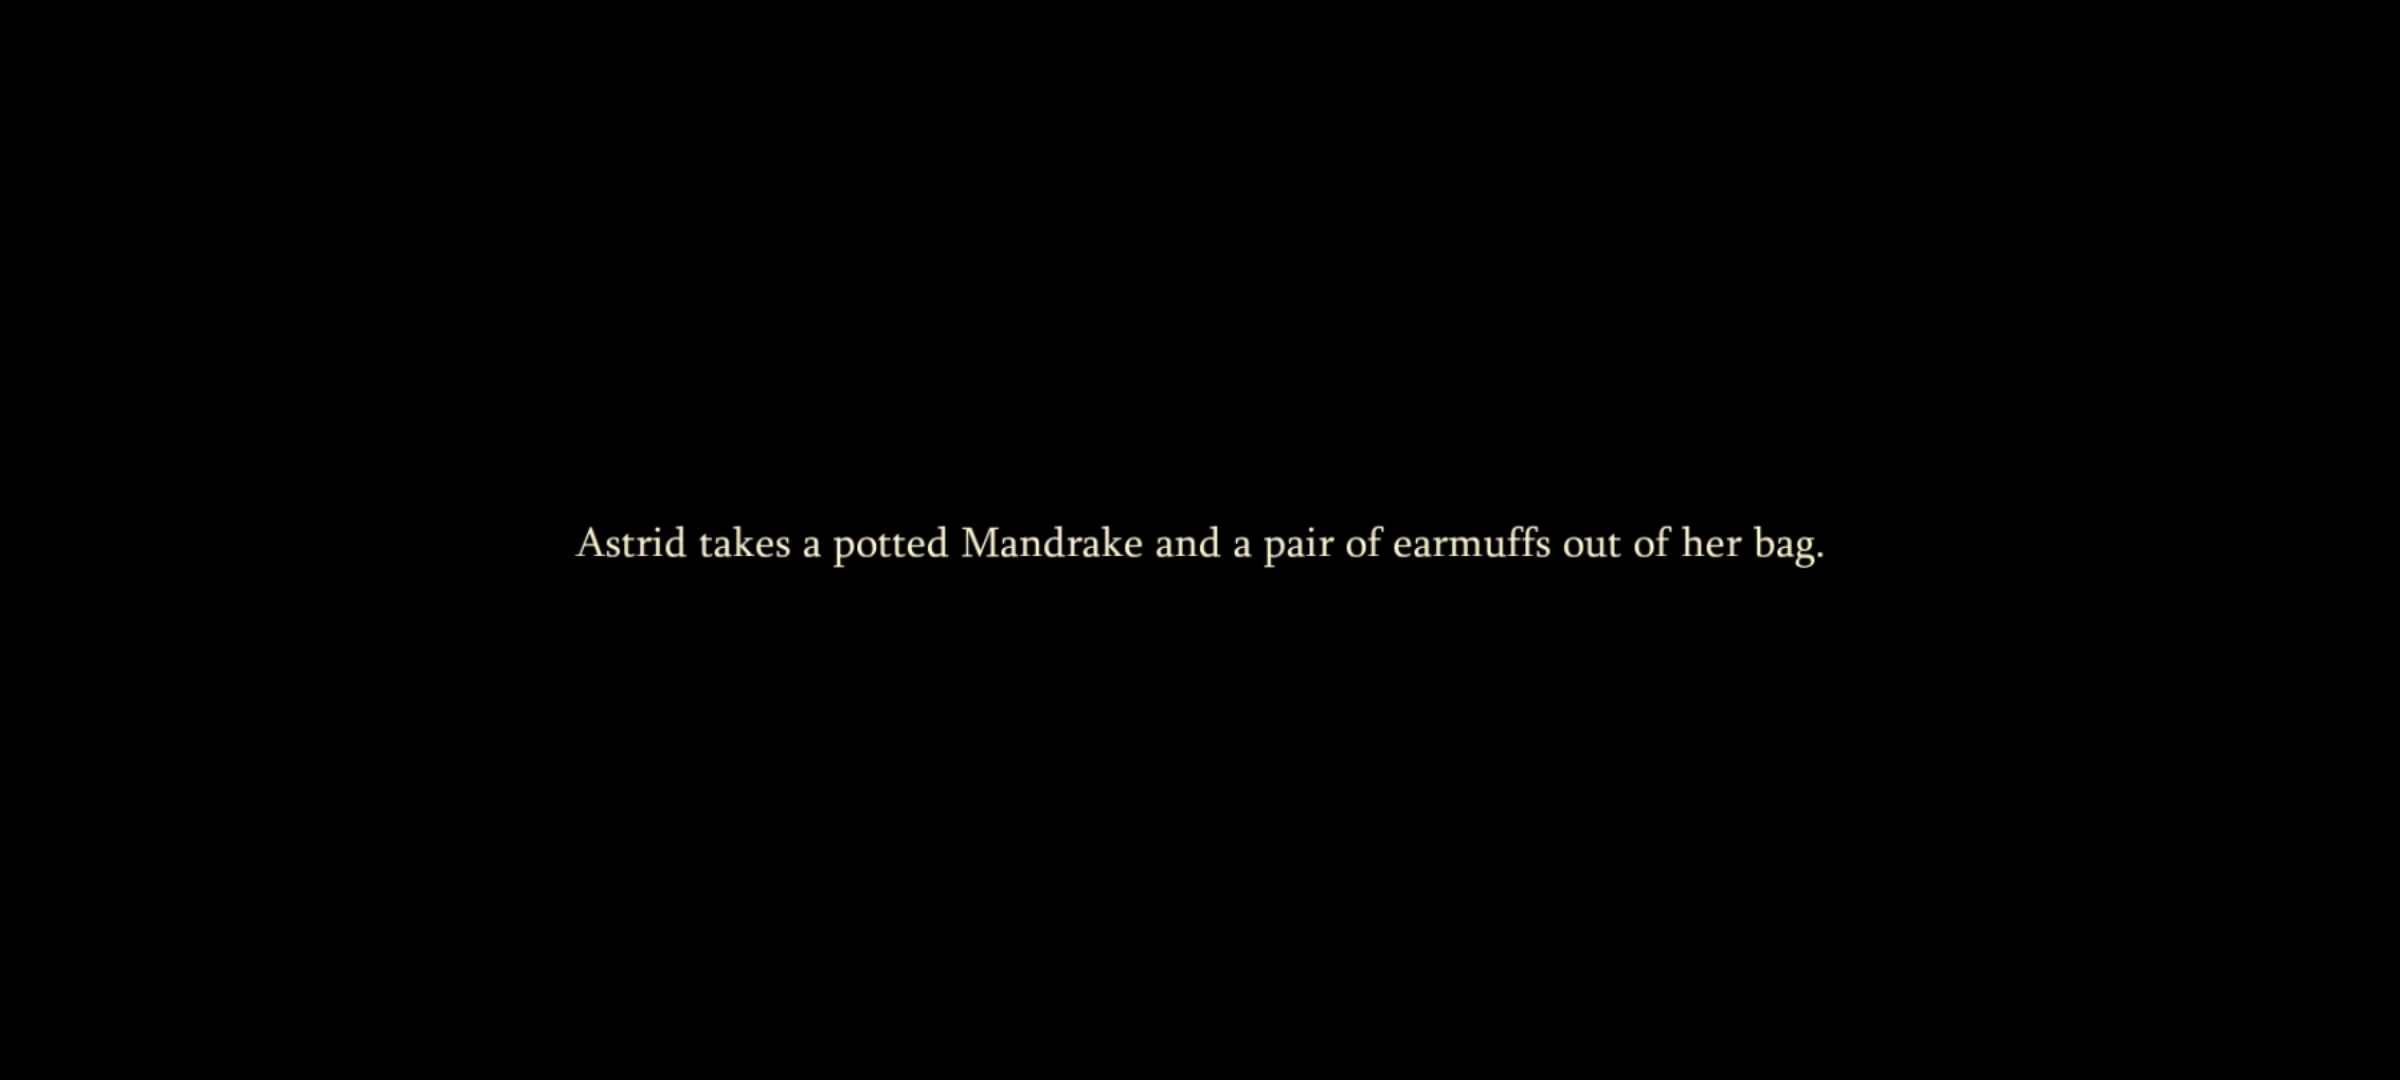 Astrid takes a potted Mandrake and a pair of earmuffs out of her bag.